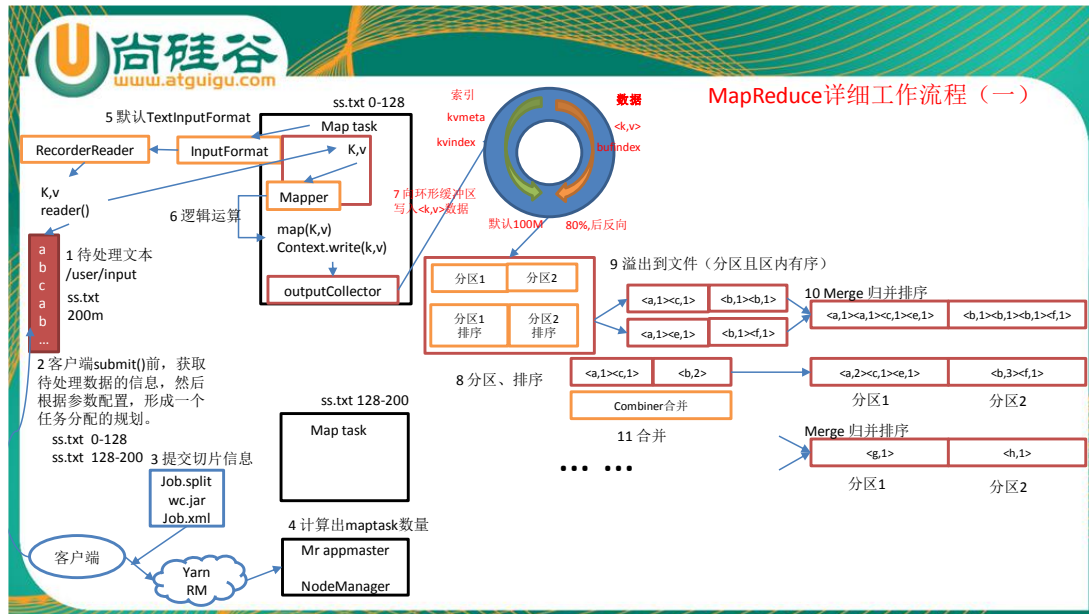 尚硅谷
www.atguigu.com
MapReduce详细工作流程（一）
ss.txt 0-128
5 默认TextInputFormat
Map task
RecorderReader
InputFormat
K,v
K,v
reader()
Mapper
6 逻辑运算
map(K,v)
Context.write(k,v)
outputCollector
索引
kvmeta
kvindex
数据
<k,v>
bufindex
7 向环形缓冲区
写入<k,v>数据
默认100M
80%,后反向
a
b
c
a
b
...
1 待处理文本
/user/input
ss.txt
200m
2 客户端submit()前，获取
待处理数据的信息，然后
根据参数配置，形成一个
任务分配的规划。
ss.txt 0-128
ss.txt 128-200
3 提交切片信息
Job.split
wc.jar
Job.xml
客户端
Yarn
RM
4 计算出maptask数量
Mr appmaster
NodeManager
ss.txt 128-200
Map task
分区1
分区2
分区1
排序
分区2
排序
8 分区、排序
9 溢出到文件（分区且区内有序）
<a,1><c,1>
<b,1><b,1>
<a,1><e,1>
<b,1><f,1>
10 Merge 归并排序
<a,1><a,1><c,1><e,1>
<b,1><b,1><b,1><f,1>
<a,1><c,1>
<b,2>
Combiner合并
11 合并
<a,2><c,1><e,1>
<b,3><f,1>
分区1
分区2
Merge 归并排序
<g,1>
<h,1>
分区1
分区2
... ...